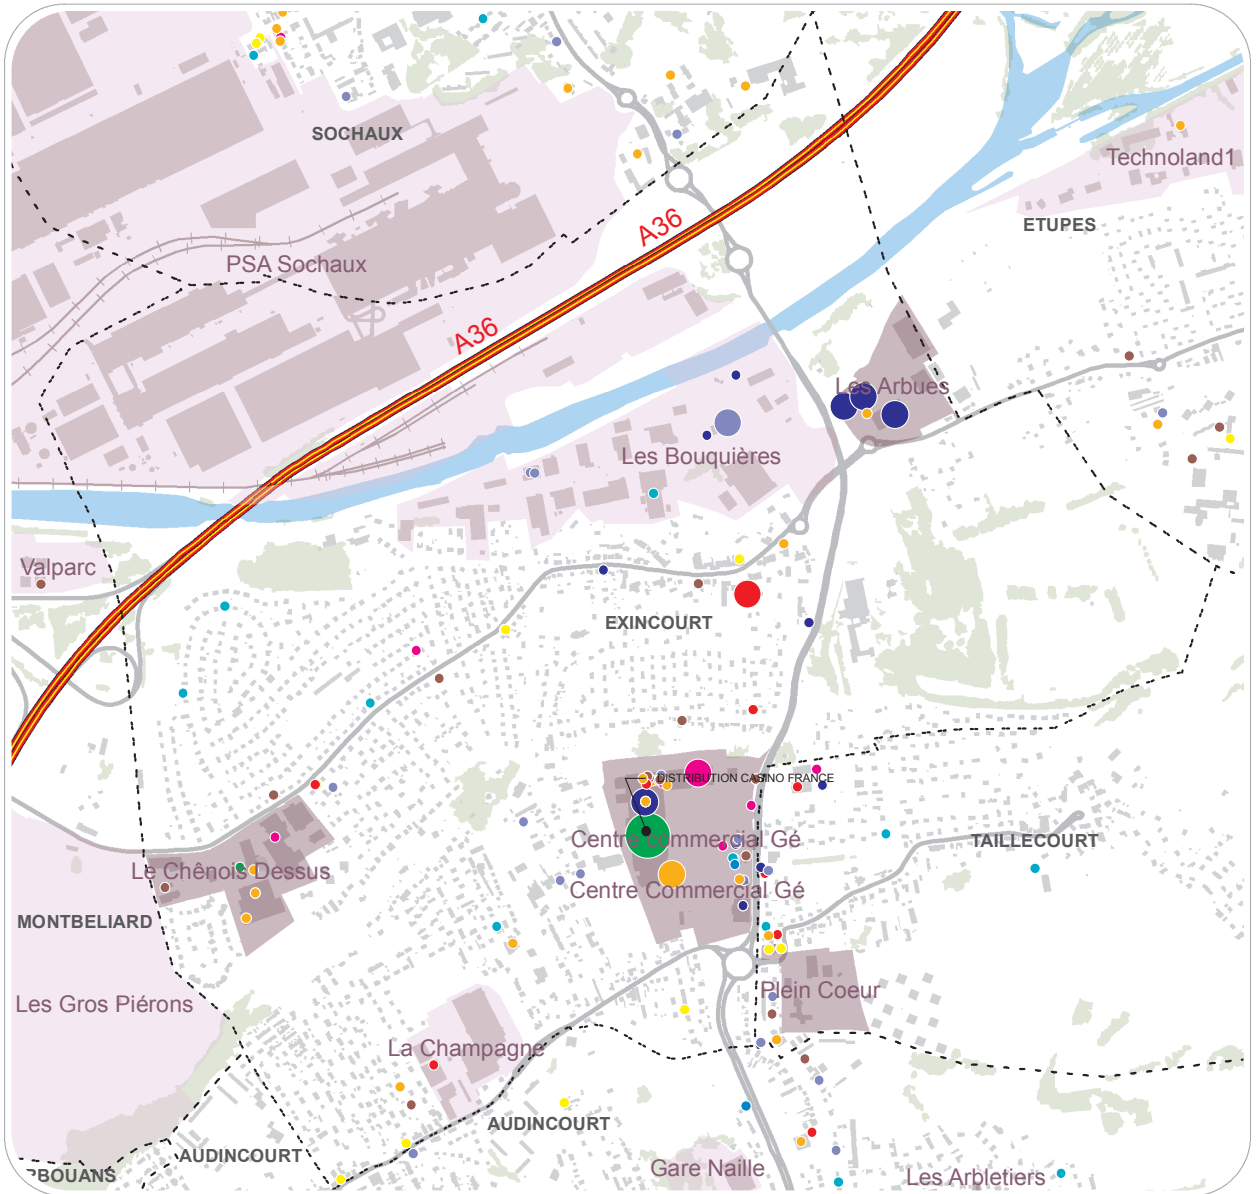 SOCHAUX
Technoland1
ETUPES
A36
PSA Sochaux
A36
Les Arbues
Les Bouquières
Valparc
EXINCOURT
DISTRIBUTION CASINO FRANCE
Centre commercial Gé
TAILLECOURT
Le Chênois Dessus
Centre Commercial Gé
MONTBELIARD
Plein Coeur
Les Gros Piérons
La Champagne
AUDINCOURT
AUDINCOURT
Gare Naille
BOUANS
Les Arbletiers